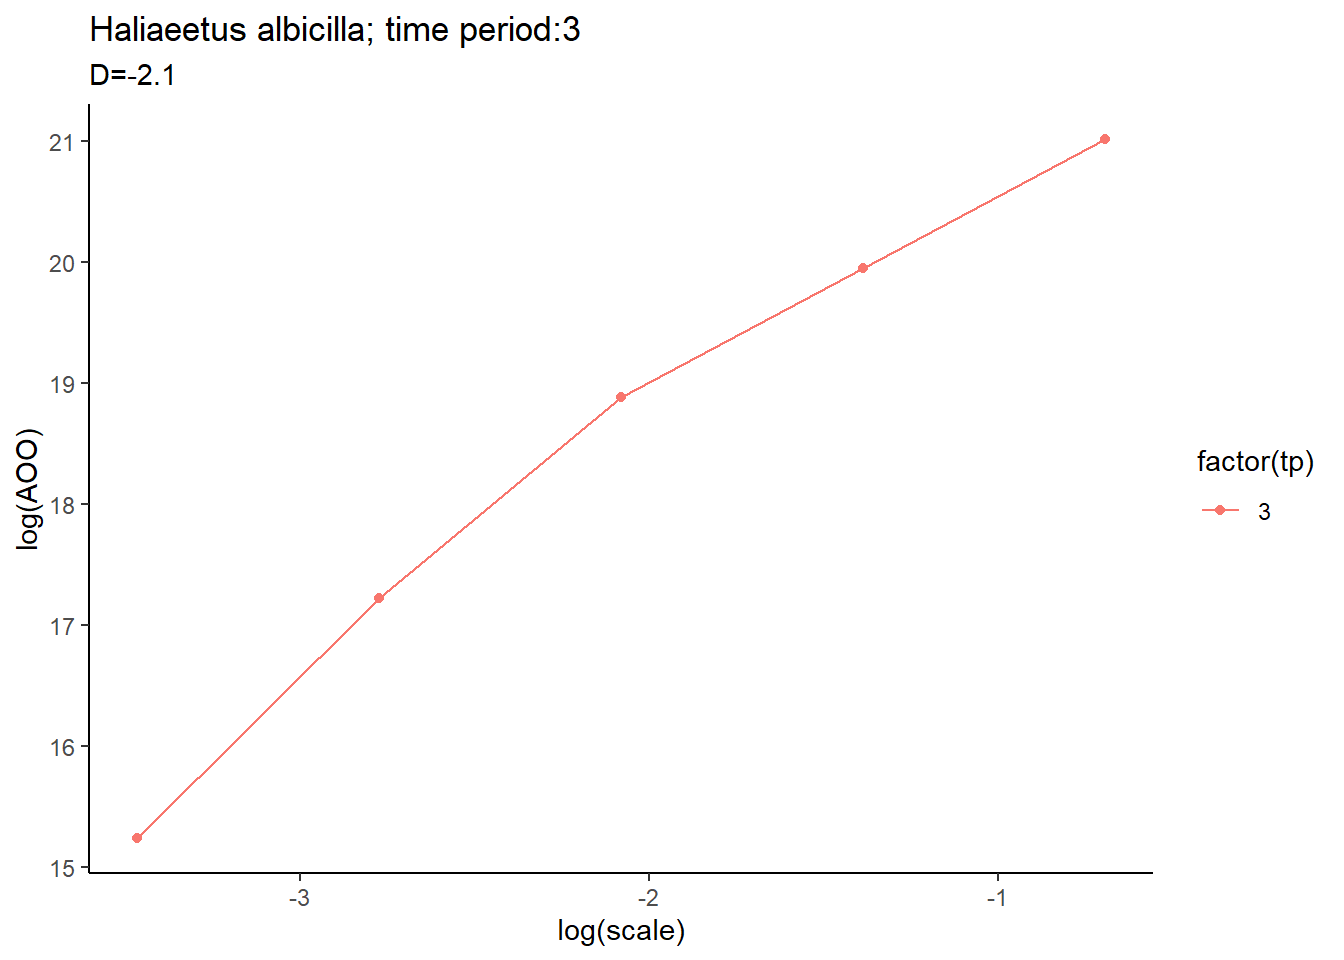 Haliaeetus albicilla; time period:3
D=-2.1
21
20
19
18
17
16
15
log(AOO)
-3
-2
-1
log(scale)
factor(tp)
3